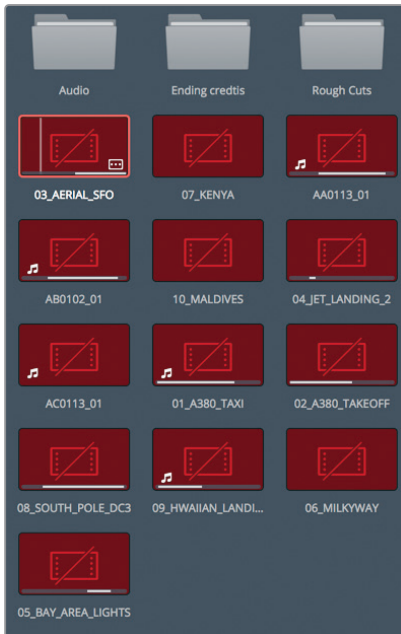 Audio
Ending credtis
Rough Cuts
03_AERIAL_SFO
07_KENYA
AA0113_01
AB0102_01
10_MALDIVES
04_JET_LANDING_2
AC0113_01
01_A380_TAXI
02_A380_TAKEOFF
08_SOUTH_POLE_DC3
09_HWAIIAN_LANDI...
06_MILKYWAY
05_BAY_AREA_LIGHTS